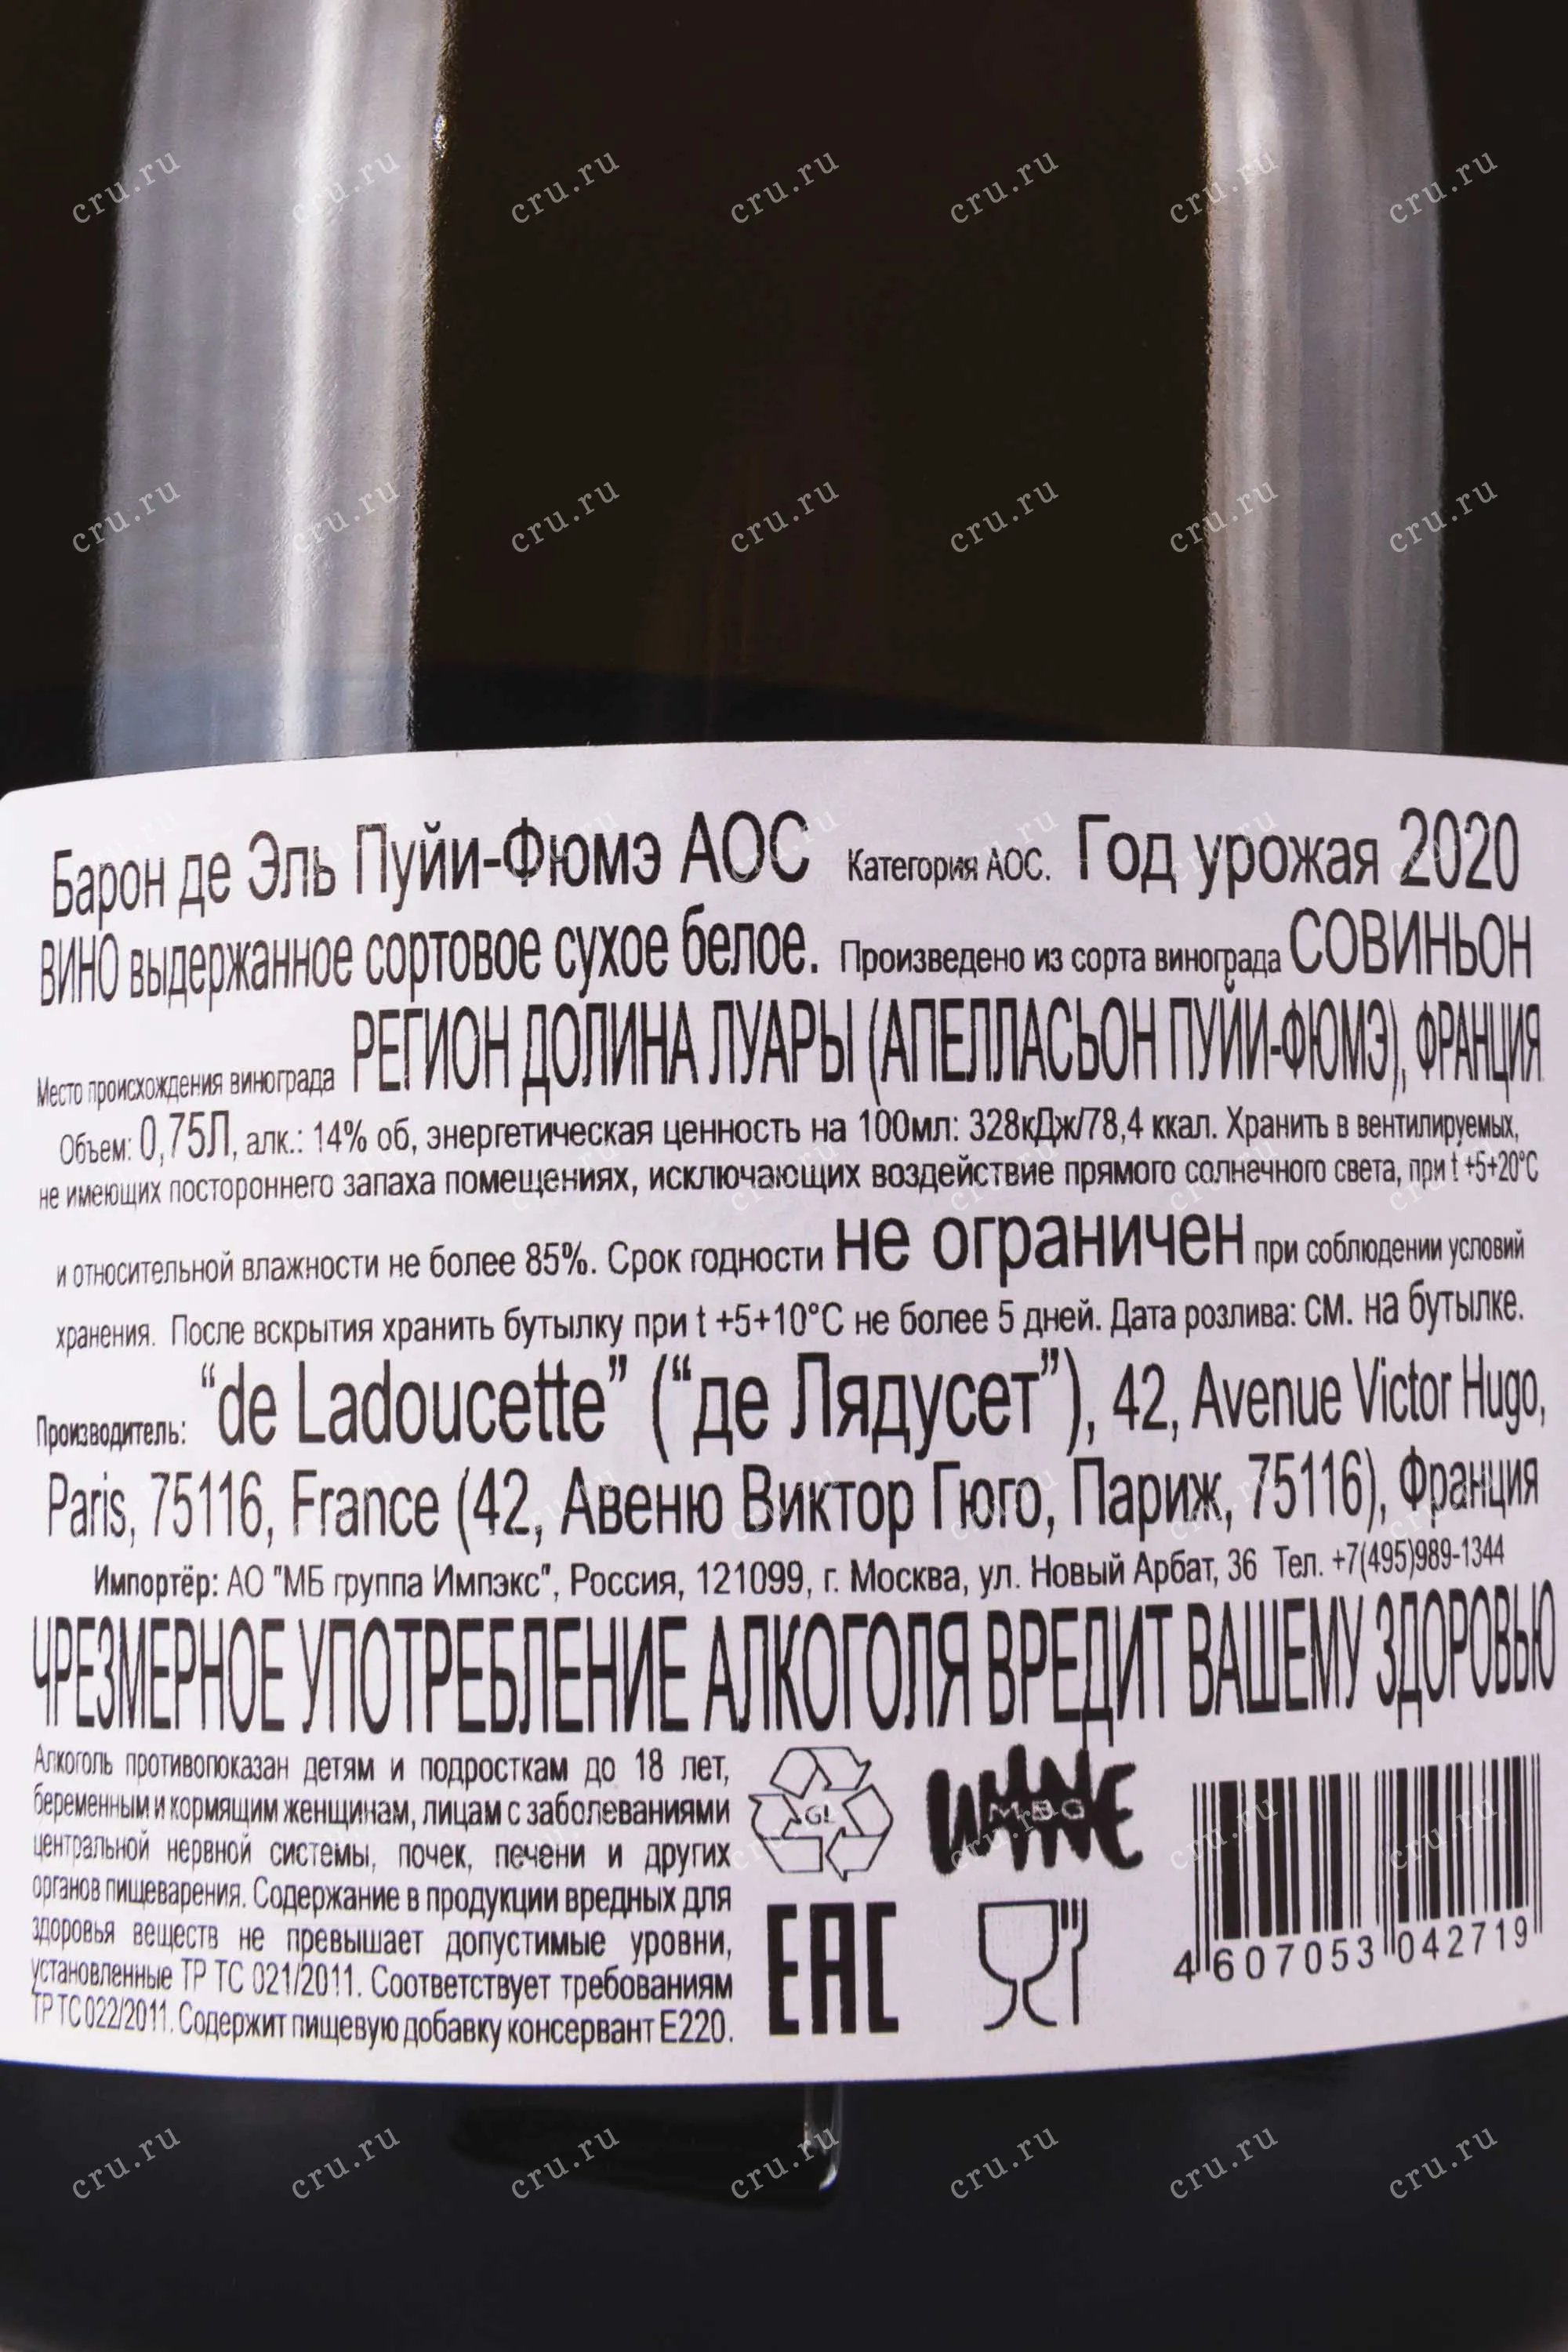 Барон де Эль Пуйи-Фюмэ АОС Категория АОС. Год урожая 2020
ВИНО выдержанное сортовое сухое белое. Произведено из сорта винограда СОВИНЬОН
Место происхождения винограда РЕГИОН ДОЛИНА ЛУАРЫ (АПЕЛЛАСЬОН ПУЙИ-ФЮМЭ), ФРАНЦИЯ
Объем: 0,75Л, алк.: 14% об, энергетическая ценность на 100мл: 328кДж/78,4 ккал. Хранить в вентилируемых,
не имеющих постороннего запаха помещениях, исключающих воздействие прямого солнечного света, при t +5+20°C
и относительной влажности не более 85%. Срок годности не ограничен при соблюдении условий
хранения. После вскрытия хранить бутылку при t +5+10°C не более 5 дней. Дата розлива: см. на бутылке.
Производитель: “de Ladoucette” (“де Лядусет”), 42, Avenue Victor Hugo,
Paris, 75116, France (42, Авеню Виктор Гюго, Париж, 75116), Франция
Импортёр: АО "МБ группа Импэкс", Россия, 121099, г. Москва, ул. Новый Арбат, 36 Тел. +7(495)989-1344
ЧРЕЗМЕРНОЕ УПОТРЕБЛЕНИЕ АЛКОГОЛЯ ВРЕДИТ ВАШЕМУ ЗДОРОВЬЮ
Алкоголь противопоказан детям и подросткам до 18 лет,
беременным и кормящим женщинам, лицам с заболеваниями
центральной нервной системы, почек, печени и других
органов пищеварения. Содержание в продукции вредных для
здоровья веществ не превышает допустимые уровни,
установленные ТР ТС 021/2011. Соответствует требованиям
ТР ТС 022/2011. Содержит пищевую добавку консервант Е220.
GL
WINE
MBG
EAC
4 607053 042719
cru.ru